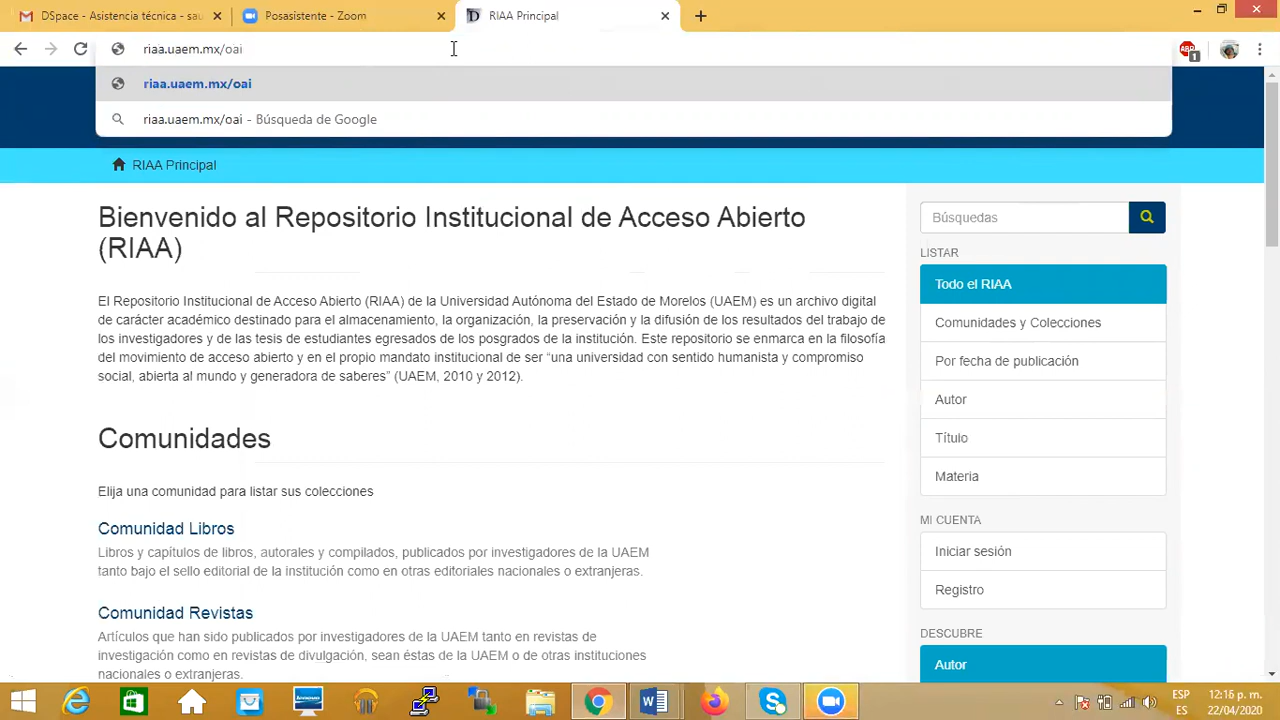 DSpace - Asistencia técnica - sau
Posasistente - Zoom
RIAA Principal
riaa.uaem.mx/oai
1
riaa.uaem.mx/oai
riaa.uaem.mx/oai - Búsqueda de Google
RIAA Principal
Bienvenido al Repositorio Institucional de Acceso Abierto
(RIAA)
El Repositorio Institucional de Acceso Abierto (RIAA) de la Universidad Autónoma del Estado de Morelos (UAEM) es un archivo digital
de carácter académico destinado para el almacenamiento, la organización, la preservación y la difusión de los resultados del trabajo de
los investigadores y de las tesis de estudiantes egresados de los posgrados de la institución. Este repositorio se enmarca en la filosofía
del movimiento de acceso abierto y en el propio mandato institucional de ser “una universidad con sentido humanista y compromiso
social, abierta al mundo y generadora de saberes” (UAEM, 2010 y 2012).
Comunidades
Elija una comunidad para listar sus colecciones
Comunidad Libros
Libros y capítulos de libros, autorales y compilados, publicados por investigadores de la UAEM
tanto bajo el sello editorial de la institución como en otras editoriales nacionales o extranjeras.
Comunidad Revistas
Artículos que han sido publicados por investigadores de la UAEM tanto en revistas de
investigación como en revistas de divulgación, sean éstas de la UAEM o de otras instituciones
nacionales o extranjeras.
Búsquedas
LISTAR
Todo el RIAA
Comunidades y Colecciones
Por fecha de publicación
Autor
Título
Materia
MI CUENTA
Iniciar sesión
Registro
DESCUBRE
Autor
ESP
ES
12:16 p. m.
22/04/2020